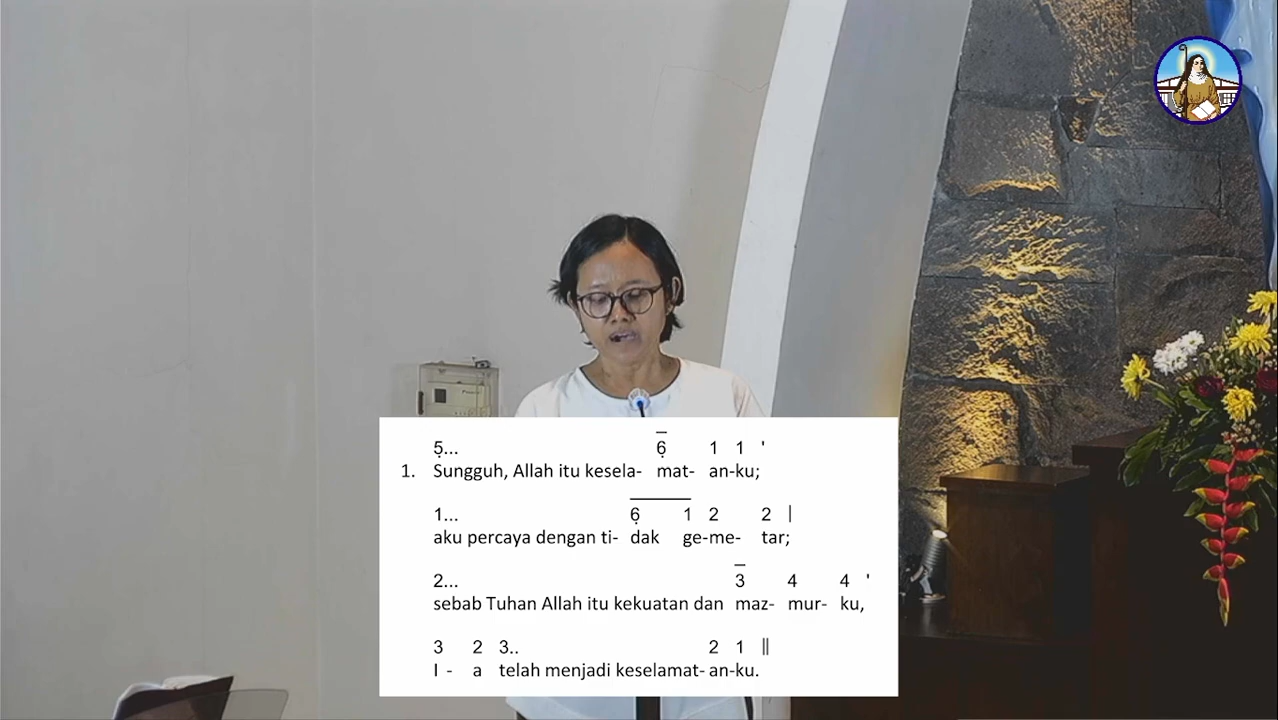 5̣... 6̣ 1 1 '
1. Sungguh, Allah itu kesela- mat- an-ku;
1... 6̣ 1 2 2 |
aku percaya dengan ti- dak ge-me- tar;
2... 3 4 4 '
sebab Tuhan Allah itu kekuatan dan maz- mur- ku,
3 2 3.. 2 1 ||
I - a telah menjadi keselamat- an-ku.